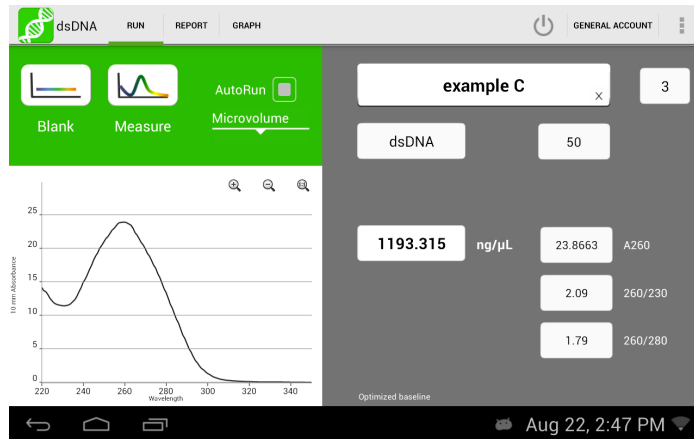 dsDNA RUN REPORT GRAPH GENERAL ACCOUNT
Blank
Measure
AutoRun
Microvolume
example C x 3
dsDNA 50
1193.315 ng/µL 23.8663 A260
2.09 260/230
1.79 260/280
Optimized baseline
10 mm Absorbance
25
20
15
10
5
0
220 240 260 280 300 320 340
Wavelength
Aug 22, 2:47 PM